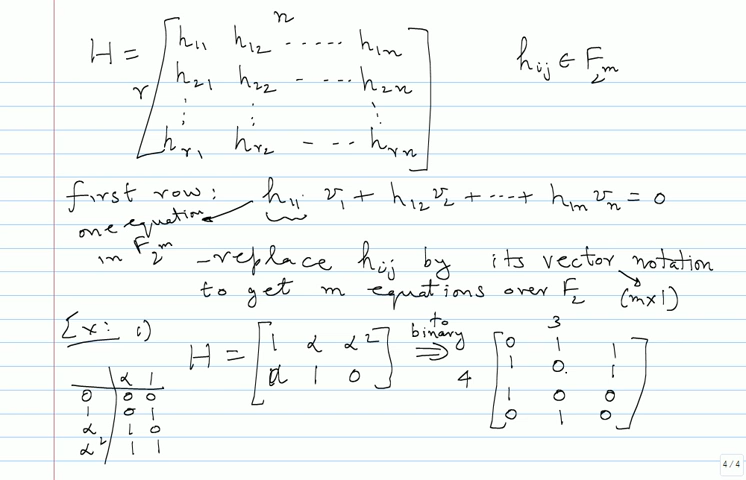 n
H = [ h11 h12 ...... h1n
r h21 h22 - ... h2n
⋮ ⋮ ⋮
hr1 hr2 - --- hrn ]
hij ∈ F2^m
first row: h11 v1 + h12 v2 + ... + h1n vn = 0
one equation
in F2^m
-replace hij by its vector notation
to get m equations over F2 (m×1)
Ex: i)
H = [ 1 α α²
α 1 0 ]
to
binary
⇒
3
4 [ 0 1 1
1 0 1
1 0 0
0 1 0 ]
α 1
0 0 0
1 0 1
α 1 0
α² 1 1
4 / 4